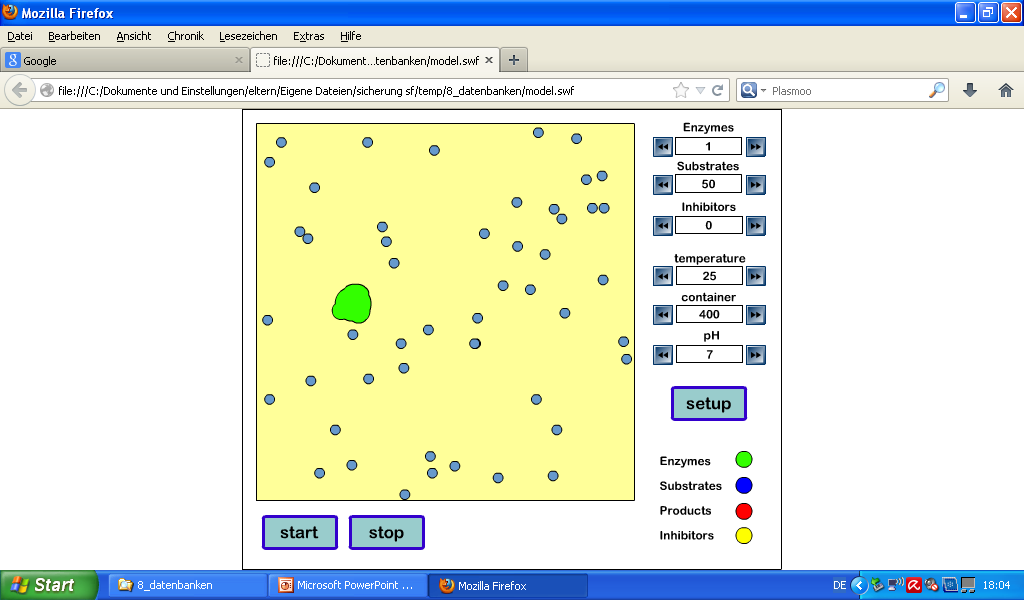 Mozilla Firefox
Datei Bearbeiten Ansicht Chronik Lesezeichen Extras Hilfe
Google
file:///C:/Dokument...tenbanken/model.swf
file:///C:/Dokumente und Einstellungen/eltern/Eigene Dateien/sicherung sf/temp/8_datenbanken/model.swf
Plasmoo
Enzymes
1
Substrates
50
Inhibitors
0
temperature
25
container
400
pH
7
setup
Enzymes
Substrates
Products
Inhibitors
start stop
Start
8_datenbanken
Microsoft PowerPoint ...
Mozilla Firefox
DE
18:04